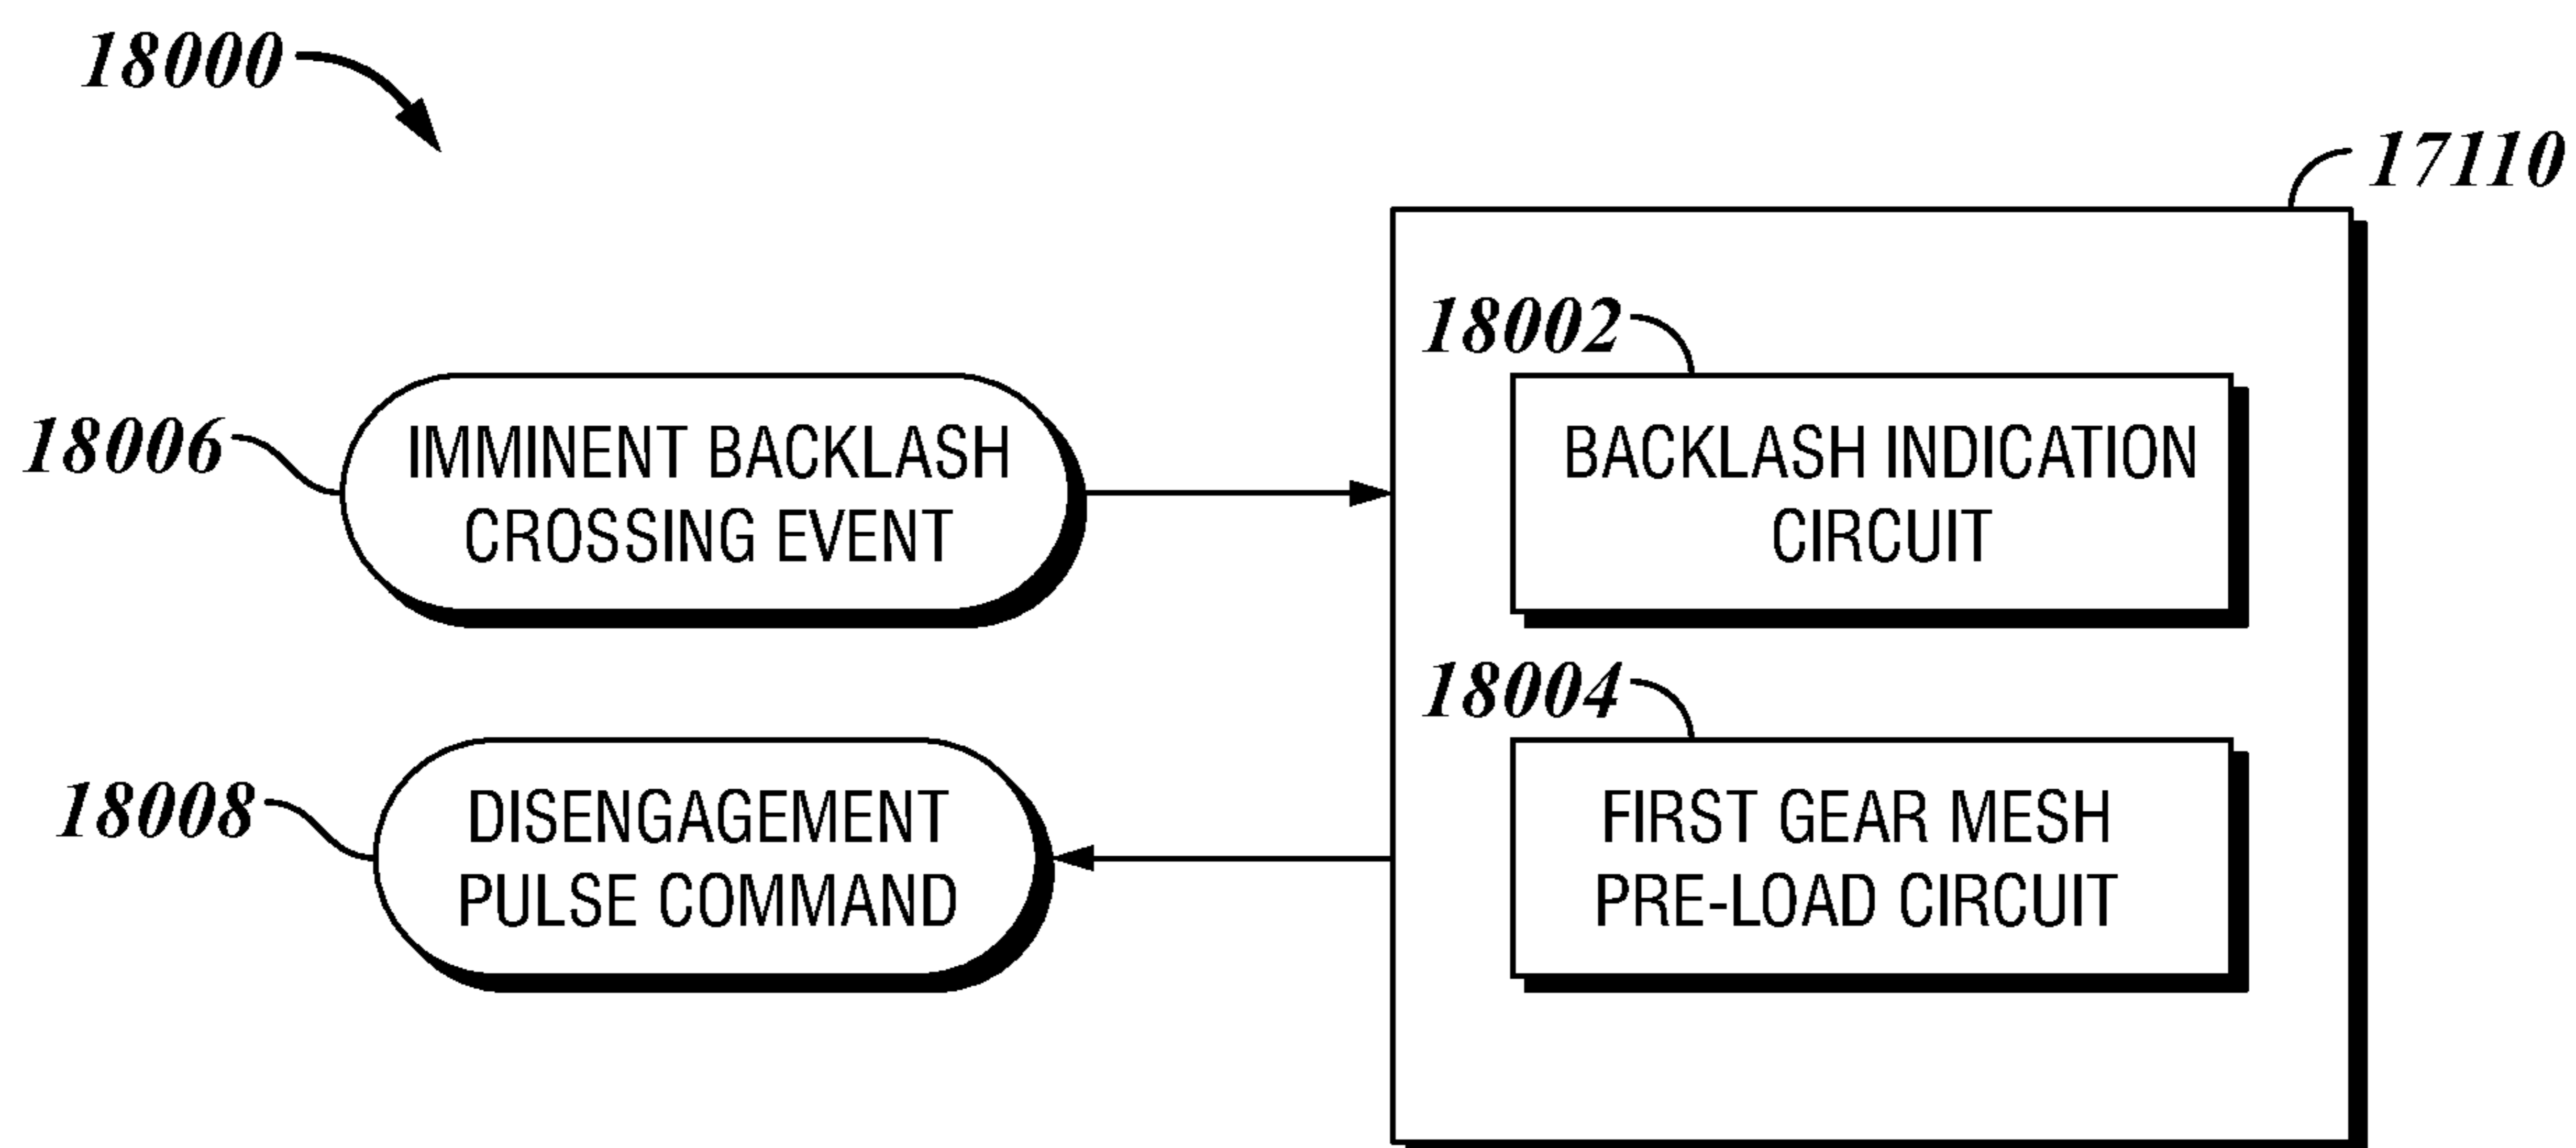 18000
17110
18002
18006
IMMINENT BACKLASH
CROSSING EVENT
BACKLASH INDICATION
CIRCUIT
18004
18008
DISENGAGEMENT
PULSE COMMAND
FIRST GEAR MESH
PRE-LOAD CIRCUIT